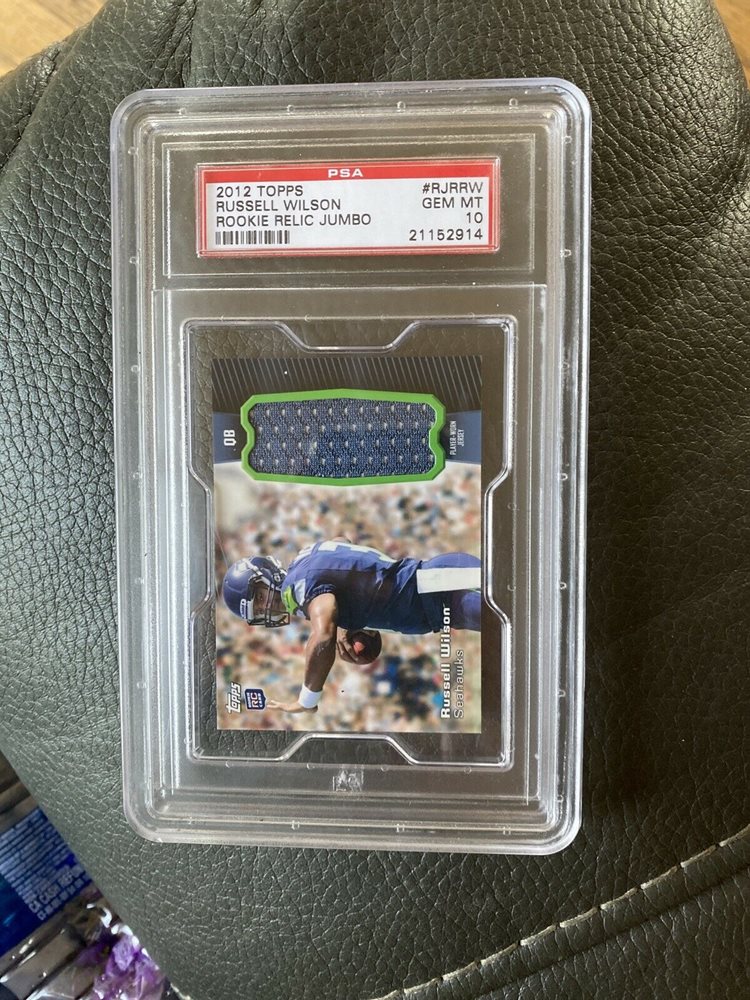 PSA
2012 TOPPS #RJRRW
RUSSELL WILSON GEM MT
ROOKIE RELIC JUMBO 10
21152914
QB
PLAYER-WORN
JERSEY
Russell Wilson
Seahawks
Topps
RC